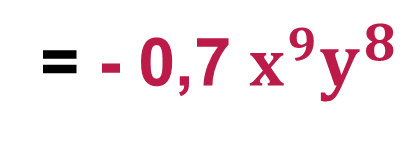 = - 0,7 x⁹y⁸